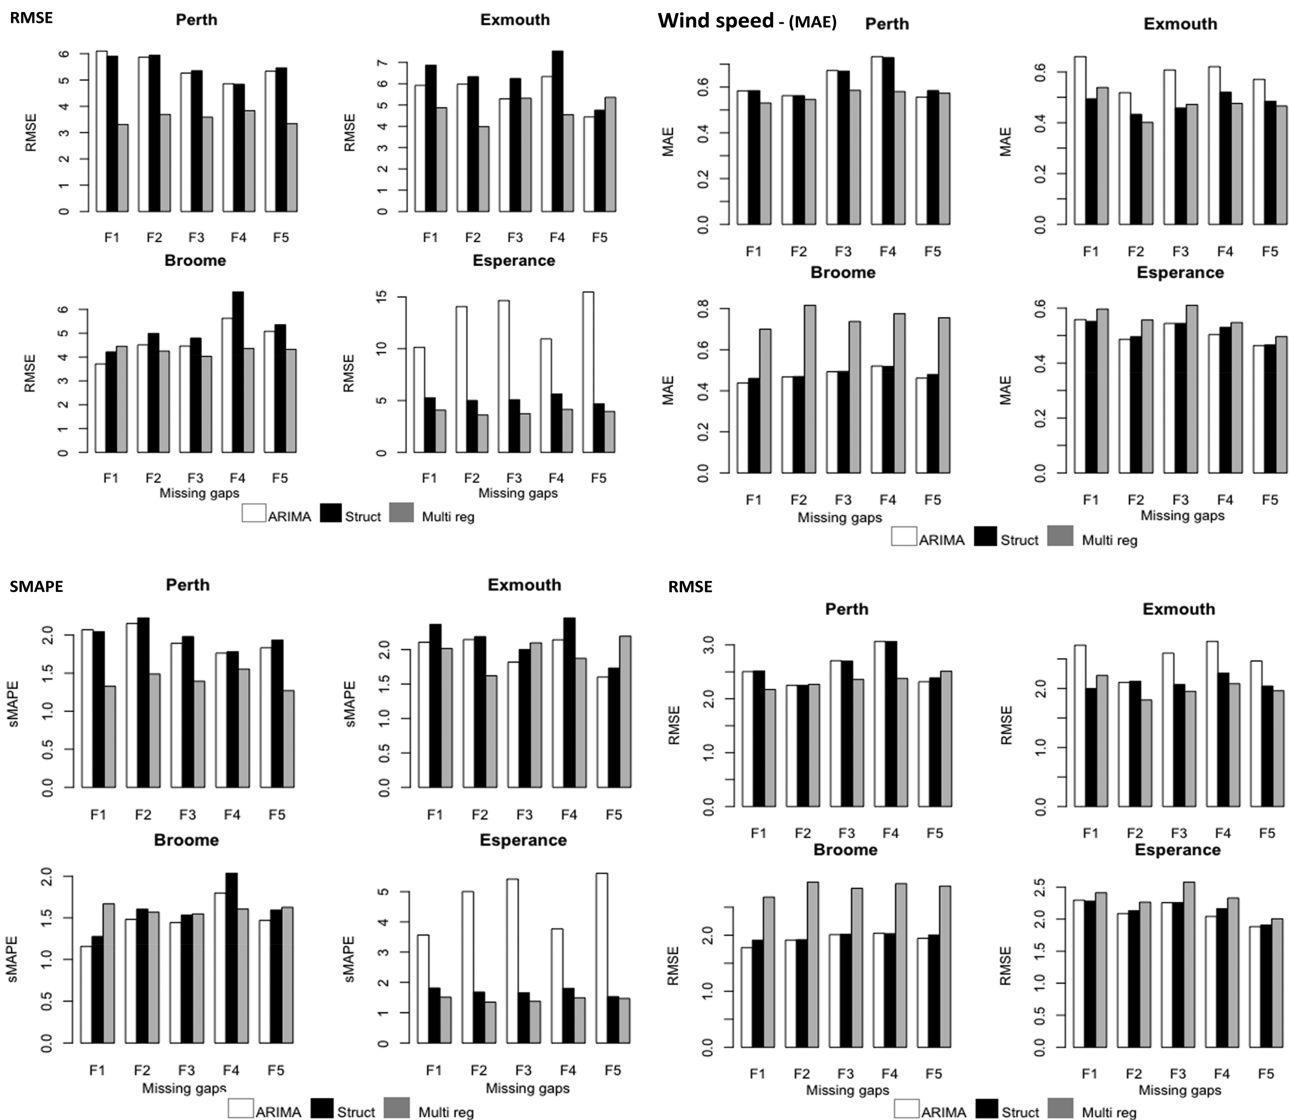 RMSE
Perth
Exmouth
RMSE
0 1 2 3 4 5 6
F1 F2 F3 F4 F5
RMSE
0 1 2 3 4 5 6 7
F1 F2 F3 F4 F5
Broome
Esperance
RMSE
0 1 2 3 4 5 6
F1 F2 F3 F4 F5
Missing gaps
RMSE
0 5 10 15
F1 F2 F3 F4 F5
Missing gaps
ARIMA Struct Multi reg
Wind speed - (MAE)
Perth
Exmouth
MAE
0.0 0.2 0.4 0.6
F1 F2 F3 F4 F5
MAE
0.0 0.2 0.4 0.6
F1 F2 F3 F4 F5
Broome
Esperance
MAE
0.0 0.2 0.4 0.6 0.8
F1 F2 F3 F4 F5
Missing gaps
MAE
0.0 0.2 0.4 0.6
F1 F2 F3 F4 F5
Missing gaps
ARIMA Struct Multi reg
SMAPE
Perth
Exmouth
sMAPE
0.0 0.5 1.0 1.5 2.0
F1 F2 F3 F4 F5
sMAPE
0.0 0.5 1.0 1.5 2.0
F1 F2 F3 F4 F5
Broome
Esperance
sMAPE
0.0 0.5 1.0 1.5 2.0
F1 F2 F3 F4 F5
Missing gaps
sMAPE
0 1 2 3 4 5
F1 F2 F3 F4 F5
Missing gaps
ARIMA Struct Multi reg
RMSE
Perth
Exmouth
RMSE
0.0 1.0 2.0 3.0
F1 F2 F3 F4 F5
RMSE
0.0 1.0 2.0
F1 F2 F3 F4 F5
Broome
Esperance
RMSE
0.0 1.0 2.0
F1 F2 F3 F4 F5
Missing gaps
RMSE
0.0 0.5 1.0 1.5 2.0 2.5
F1 F2 F3 F4 F5
Missing gaps
ARIMA Struct Multi reg